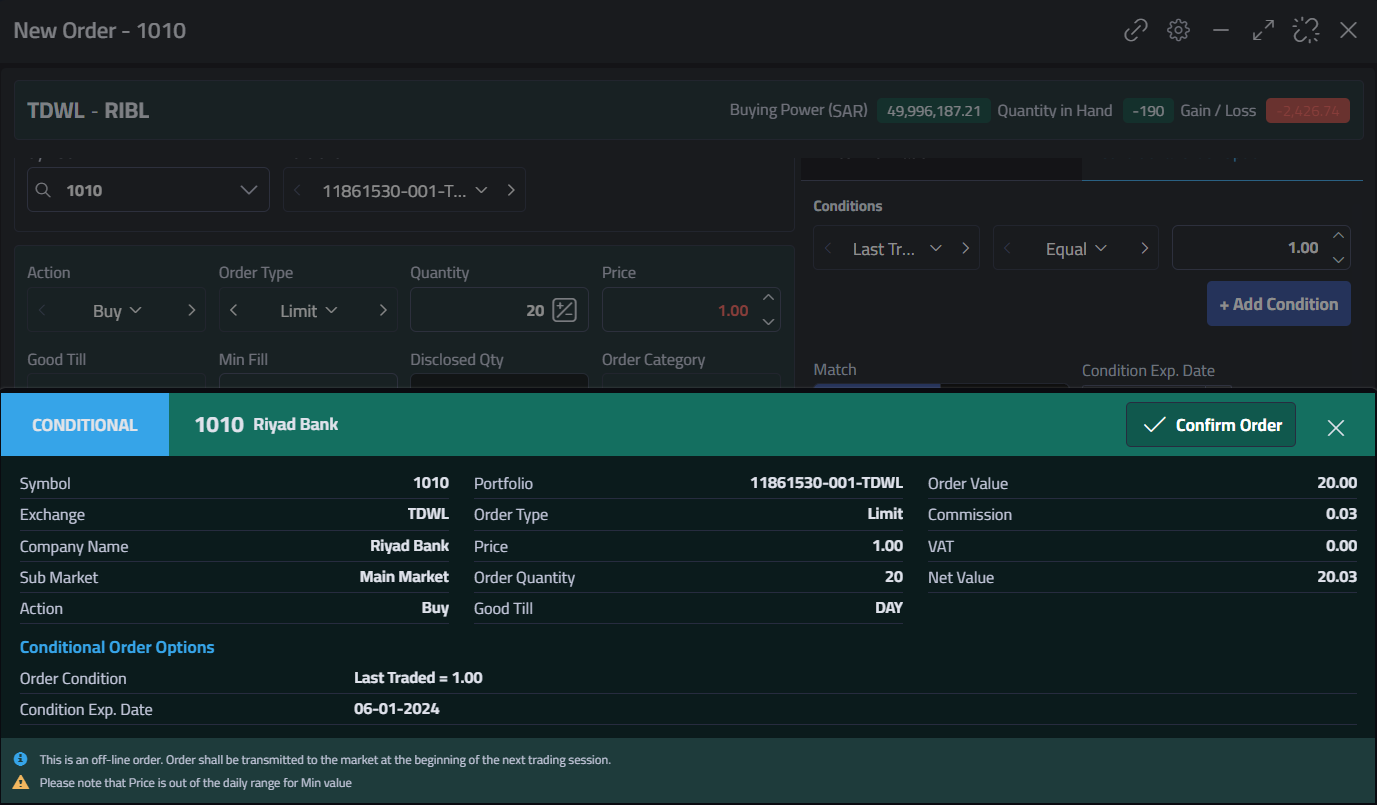 New Order - 1010
TDWL - RIBL
Buying Power (SAR) 49,996,187.21 Quantity in Hand -190 Gain / Loss -2,426.74
1010 11861530-001-T...
Conditions
Last Tr... Equal 1.00
+ Add Condition
Action Order Type Quantity Price
Buy Limit 20 1.00
Good Till Min Fill Disclosed Qty Order Category
Match Condition Exp. Date
CONDITIONAL 1010 Riyad Bank Confirm Order
Symbol 1010 Portfolio 11861530-001-TDWL Order Value 20.00
Exchange TDWL Order Type Limit Commission 0.03
Company Name Riyad Bank Price 1.00 VAT 0.00
Sub Market Main Market Order Quantity 20 Net Value 20.03
Action Buy Good Till DAY
Conditional Order Options
Order Condition Last Traded = 1.00
Condition Exp. Date 06-01-2024
This is an off-line order. Order shall be transmitted to the market at the beginning of the next trading session.
Please note that Price is out of the daily range for Min value